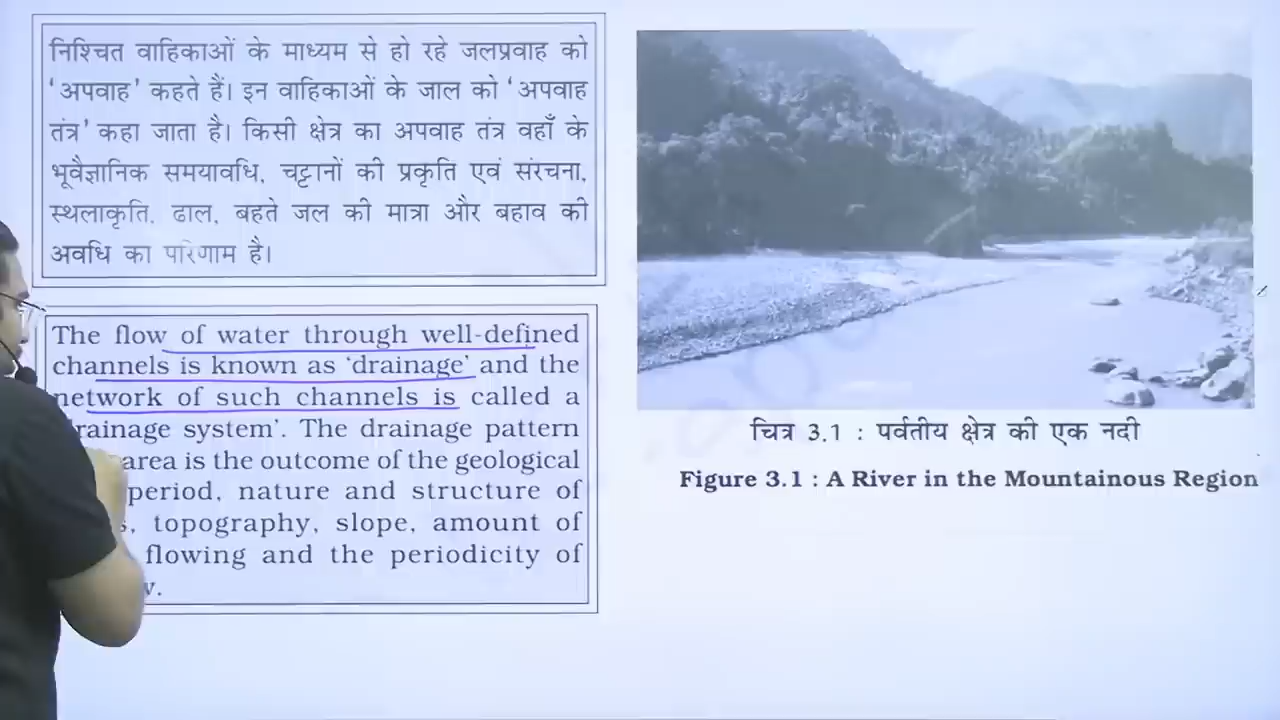 निश्चित वाहिकाओं के माध्यम से हो रहे जलप्रवाह को
‘अपवाह’ कहते हैं। इन वाहिकाओं के जाल को ‘अपवाह
तंत्र’ कहा जाता है। किसी क्षेत्र का अपवाह तंत्र वहाँ के
भूवैज्ञानिक समयावधि, चट्टानों की प्रकृति एवं संरचना,
स्थलाकृति, ढाल, बहते जल की मात्रा और बहाव की
अवधि का परिणाम है।
The flow of water through well-defined
channels is known as ‘drainage’ and the
network of such channels is called a
drainage system’. The drainage pattern
area is the outcome of the geological
period, nature and structure of
topography, slope, amount of
flowing and the periodicity of
चित्र 3.1 : पर्वतीय क्षेत्र की एक नदी
Figure 3.1 : A River in the Mountainous Region